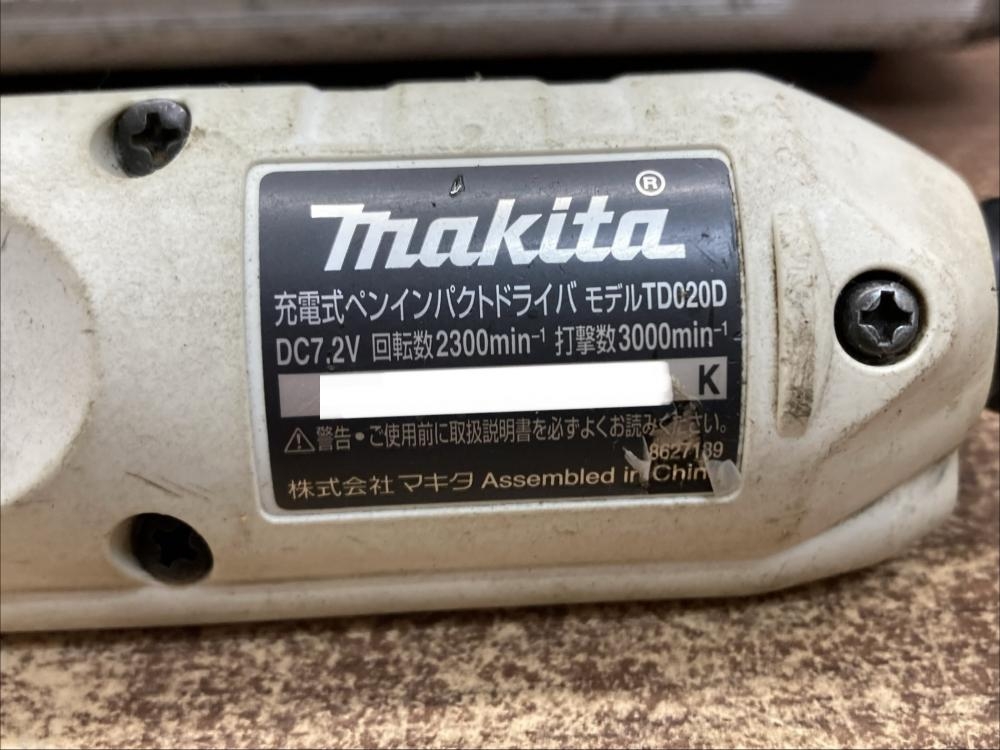 makita®
充電式ペンインパクトドライバ モデルTD020D
DC7.2V 回転数2300min⁻¹ 打撃数3000min⁻¹
K
⚠警告・ご使用前に取扱説明書を必ずよくお読みください。
8627189
株式会社 マキタ Assembled in Chin